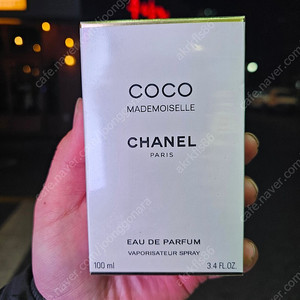 COCO
MADEMOISELLE
CHANEL
PARIS
EAU DE PARFUM
VAPORISATEUR SPRAY
100 ml 3.4 FL.OZ.